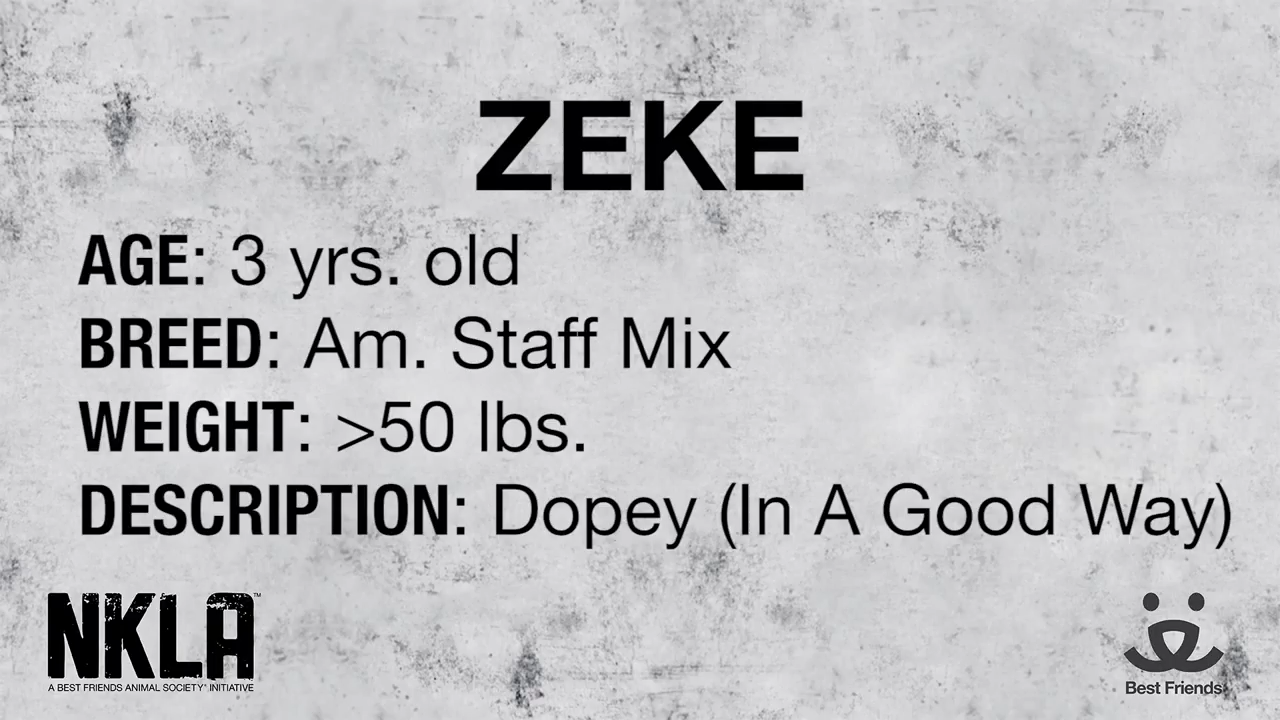 ZEKE
AGE: 3 yrs. old
BREED: Am. Staff Mix
WEIGHT: >50 lbs.
DESCRIPTION: Dopey (In A Good Way)
NKLA™
A BEST FRIENDS ANIMAL SOCIETY® INITIATIVE
Best Friends